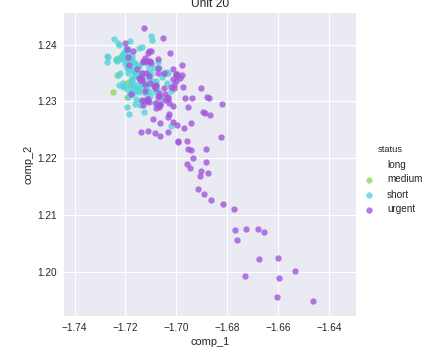 Unit 20
1.24
1.23
1.22
1.21
1.20
comp_2
−1.74
−1.72
−1.70
−1.68
−1.66
−1.64
comp_1
status
long
medium
short
urgent